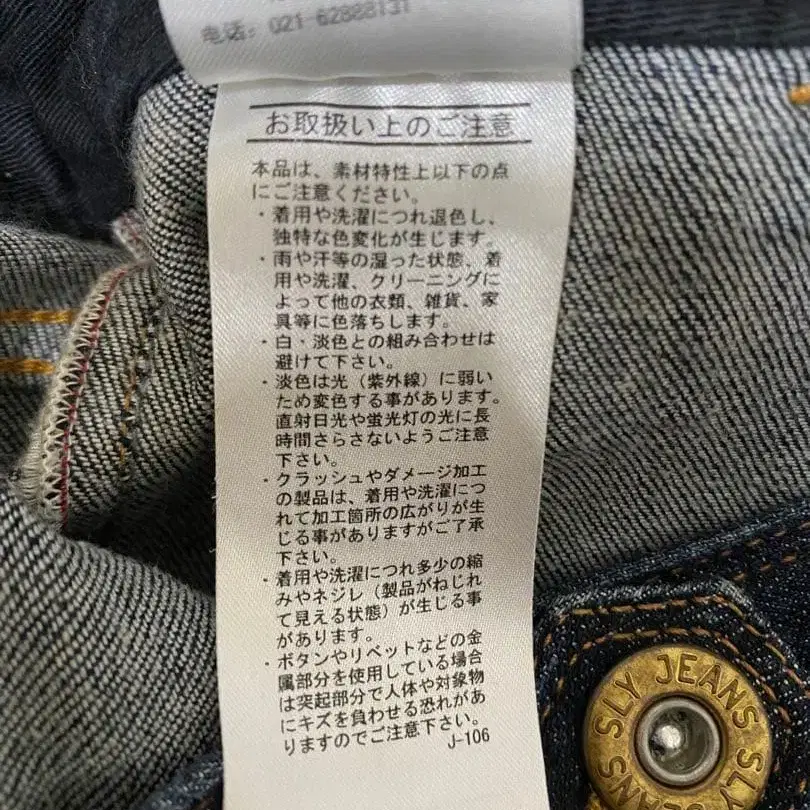 电话：021-62888131
お取扱い上のご注意
本品は、素材特性上以下の点
にご注意ください。
・着用や洗濯につれ退色し、
独特な色変化が生じます。
・雨や汗等の湿った状態、着
用や洗濯、クリーニングに
よって他の衣類、雑貨、家
具等に色落ちします。
・白・淡色との組み合わせは
避けて下さい。
・淡色は光（紫外線）に弱い
ため変色する事があります。
直射日光や蛍光灯の光に長
時間さらさないようご注意
下さい。
・クラッシュやダメージ加工
の製品は、着用や洗濯につ
れて加工箇所の広がりが生
じる事がありますがご了承
下さい。
・着用や洗濯につれ多少の縮
みやネジレ（製品がねじれ
て見える状態）が生じる事
があります。
・ボタンやリベットなどの金
属部分を使用している場合
は突起部分で人体や対象物
にキズを負わせる恐れがあ
りますのでご注意下さい。
J-106
SLY JEANS SLY JEANS